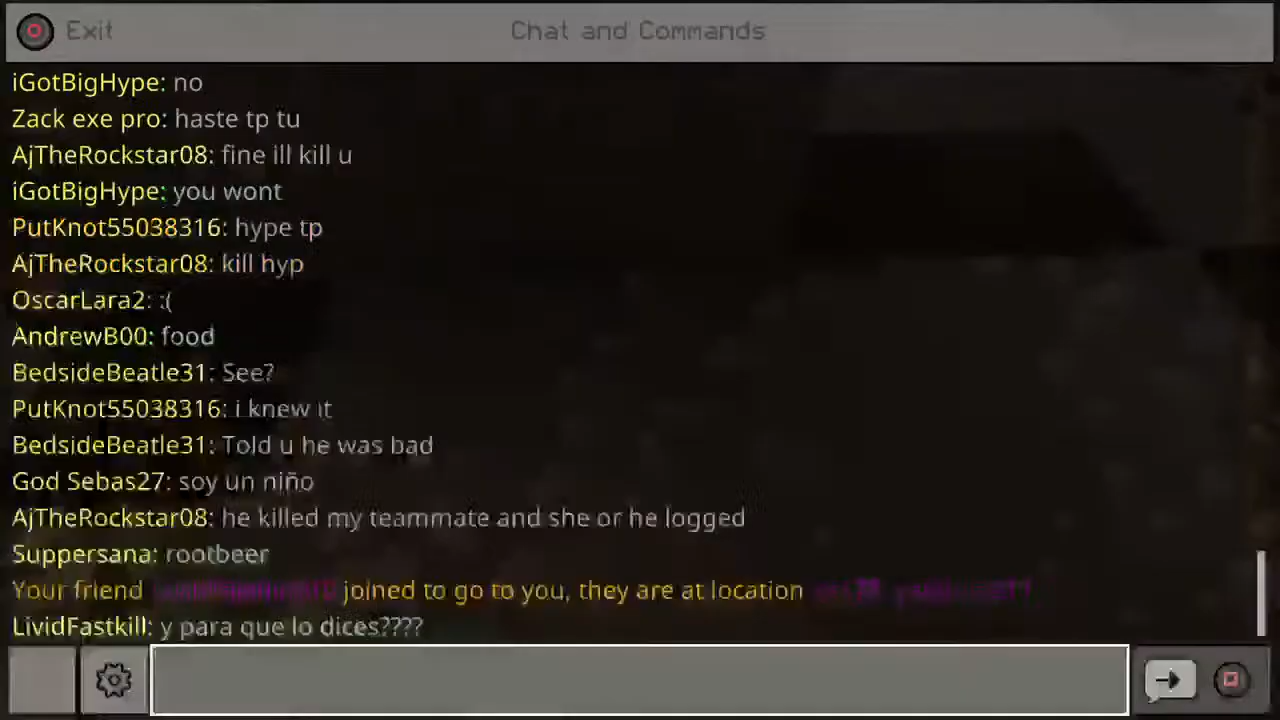 Exit
Chat and Commands
iGotBigHype: no
Zack exe pro: haste tp tu
AjTheRockstar08: fine ill kill u
iGotBigHype: you wont
PutKnot55038316: hype tp
AjTheRockstar08: kill hyp
OscarLara2: :(
AndrewB00: food
BedsideBeatle31: See?
PutKnot55038316: i knew it
BedsideBeatle31: Told u he was bad
God Sebas27: soy un niño
AjTheRockstar08: he killed my teammate and she or he logged
Suppersana: rootbeer
Your friend joined to go to you, they are at location
LividFastkill: y para que lo dices????